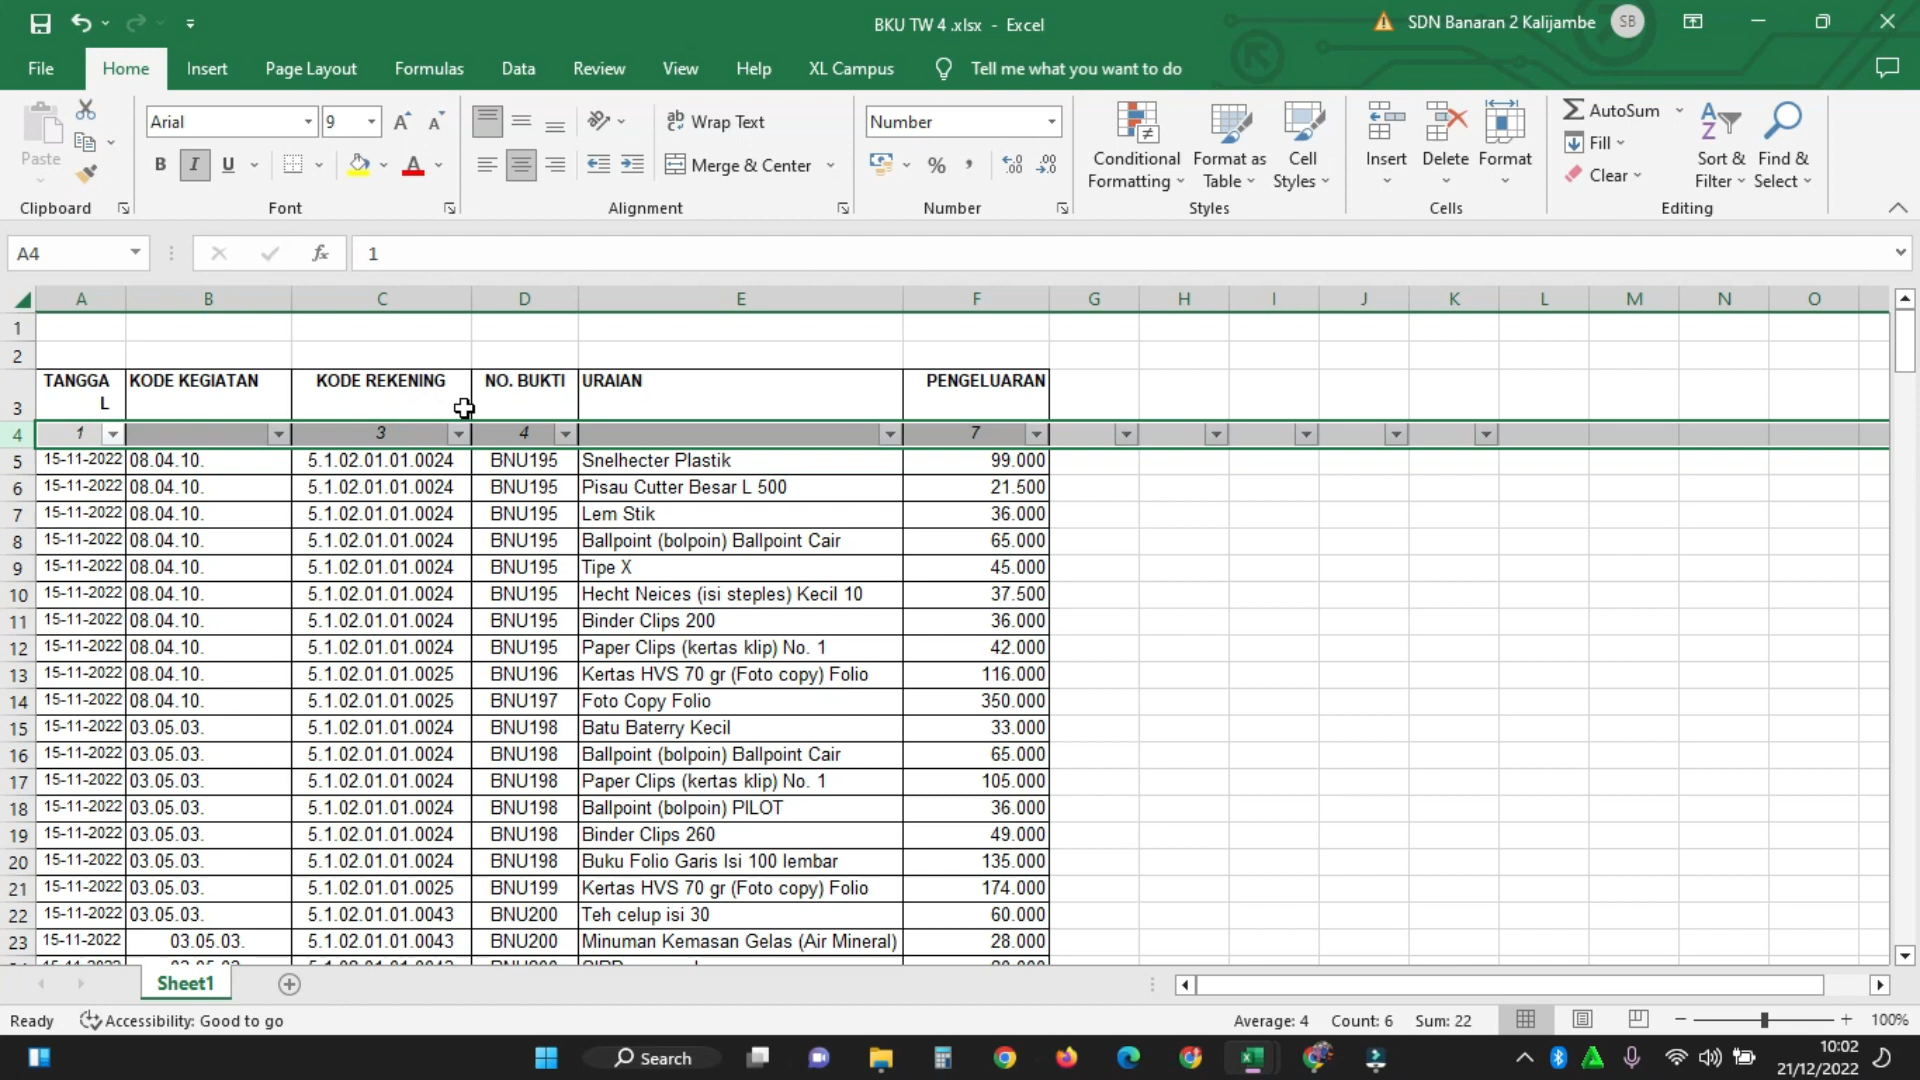 BKU TW 4 .xlsx - Excel
SDN Banaran 2 Kalijambe
SB
File Home Insert Page Layout Formulas Data Review View Help XL Campus Tell me what you want to do
Paste
Clipboard
Arial 9
B I U A
Font
ab Wrap Text
Merge & Center
Alignment
Number
% ,
Number
Conditional Formatting
Format as Table
Cell Styles
Styles
Insert
Delete
Format
Cells
AutoSum
Fill
Clear
Sort & Filter
Find & Select
Editing
A4 fx 1
A B C D E F G H I J K L M N O
1
2
3 TANGGAL KODE KEGIATAN KODE REKENING NO. BUKTI URAIAN PENGELUARAN
4 1 3 4 7
5 15-11-2022 08.04.10. 5.1.02.01.01.0024 BNU195 Snelhecter Plastik 99.000
6 15-11-2022 08.04.10. 5.1.02.01.01.0024 BNU195 Pisau Cutter Besar L 500 21.500
7 15-11-2022 08.04.10. 5.1.02.01.01.0024 BNU195 Lem Stik 36.000
8 15-11-2022 08.04.10. 5.1.02.01.01.0024 BNU195 Ballpoint (bolpoin) Ballpoint Cair 65.000
9 15-11-2022 08.04.10. 5.1.02.01.01.0024 BNU195 Tipe X 45.000
10 15-11-2022 08.04.10. 5.1.02.01.01.0024 BNU195 Hecht Neices (isi steples) Kecil 10 37.500
11 15-11-2022 08.04.10. 5.1.02.01.01.0024 BNU195 Binder Clips 200 36.000
12 15-11-2022 08.04.10. 5.1.02.01.01.0024 BNU195 Paper Clips (kertas klip) No. 1 42.000
13 15-11-2022 08.04.10. 5.1.02.01.01.0025 BNU196 Kertas HVS 70 gr (Foto copy) Folio 116.000
14 15-11-2022 08.04.10. 5.1.02.01.01.0025 BNU197 Foto Copy Folio 350.000
15 15-11-2022 03.05.03. 5.1.02.01.01.0024 BNU198 Batu Baterry Kecil 33.000
16 15-11-2022 03.05.03. 5.1.02.01.01.0024 BNU198 Ballpoint (bolpoin) Ballpoint Cair 65.000
17 15-11-2022 03.05.03. 5.1.02.01.01.0024 BNU198 Paper Clips (kertas klip) No. 1 105.000
18 15-11-2022 03.05.03. 5.1.02.01.01.0024 BNU198 Ballpoint (bolpoin) PILOT 36.000
19 15-11-2022 03.05.03. 5.1.02.01.01.0024 BNU198 Binder Clips 260 49.000
20 15-11-2022 03.05.03. 5.1.02.01.01.0024 BNU198 Buku Folio Garis Isi 100 lembar 135.000
21 15-11-2022 03.05.03. 5.1.02.01.01.0025 BNU199 Kertas HVS 70 gr (Foto copy) Folio 174.000
22 15-11-2022 03.05.03. 5.1.02.01.01.0043 BNU200 Teh celup isi 30 60.000
23 15-11-2022 03.05.03. 5.1.02.01.01.0043 BNU200 Minuman Kemasan Gelas (Air Mineral) 28.000
Sheet1
Ready Accessibility: Good to go Average: 4 Count: 6 Sum: 22 100%
Search
10:02
21/12/2022